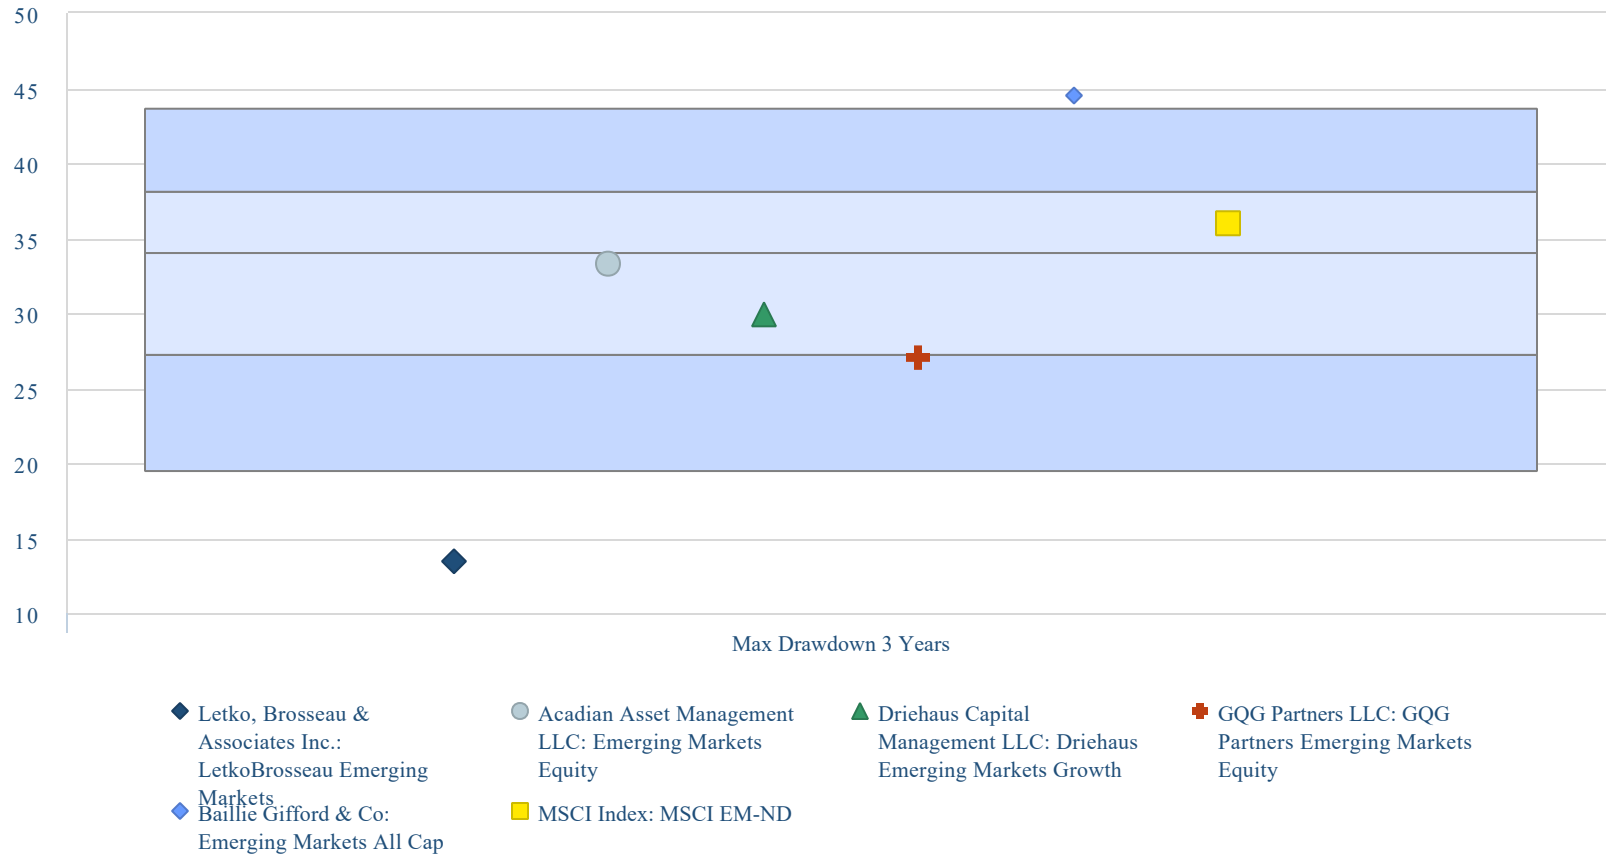 50
45
40
35
30
25
20
15
10
Max Drawdown 3 Years
Letko, Brosseau &
Associates Inc.:
LetkoBrosseau Emerging
Markets
Acadian Asset Management
LLC: Emerging Markets
Equity
Driehaus Capital
Management LLC: Driehaus
Emerging Markets Growth
GQG Partners LLC: GQG
Partners Emerging Markets
Equity
Baillie Gifford & Co:
Emerging Markets All Cap
MSCI Index: MSCI EM-ND